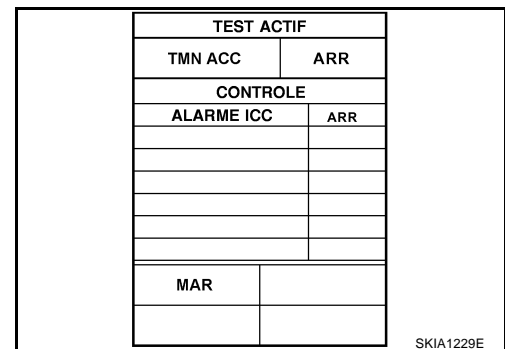 TEST ACTIF
TMN ACC ARR
CONTROLE
ALARME ICC ARR
MAR
SKIA1229E